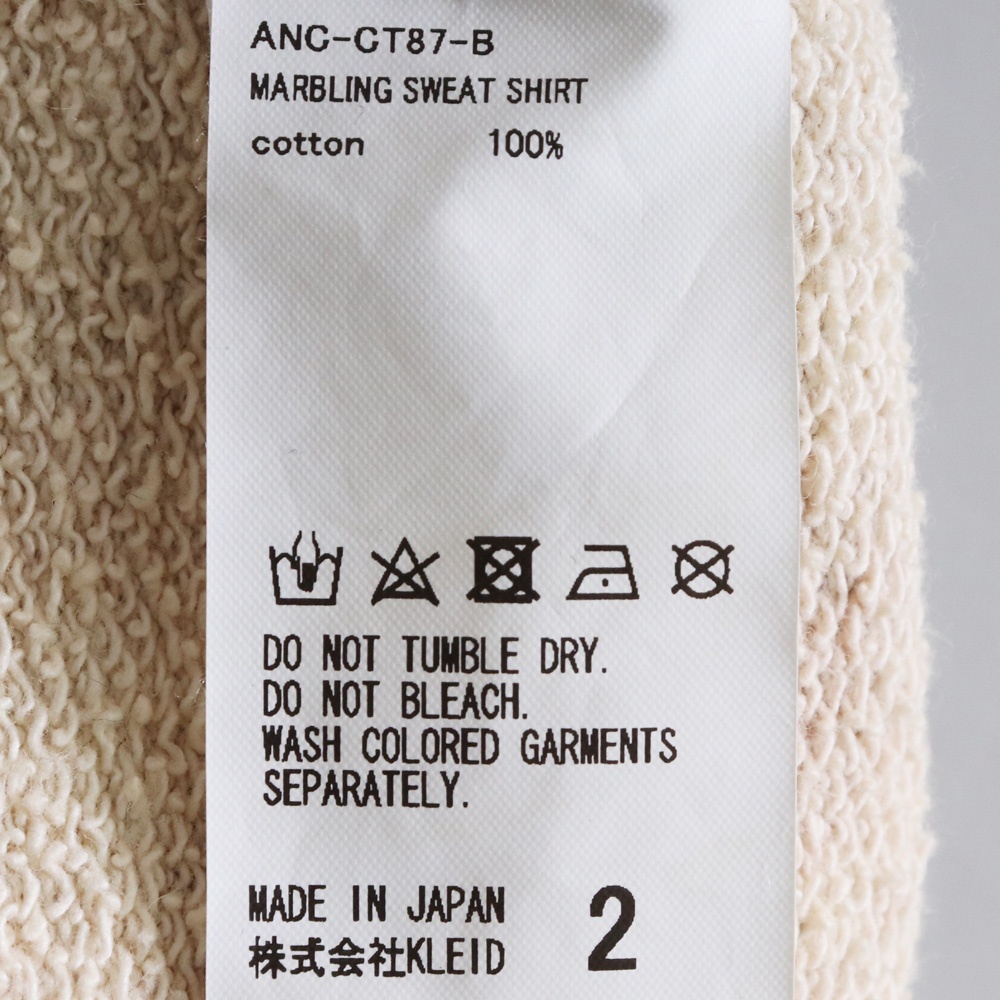 ANC-CT87-B
MARBLING SWEAT SHIRT
cotton 100%
DO NOT TUMBLE DRY.
DO NOT BLEACH.
WASH COLORED GARMENTS
SEPARATELY.
MADE IN JAPAN
株式会社KLEID
2